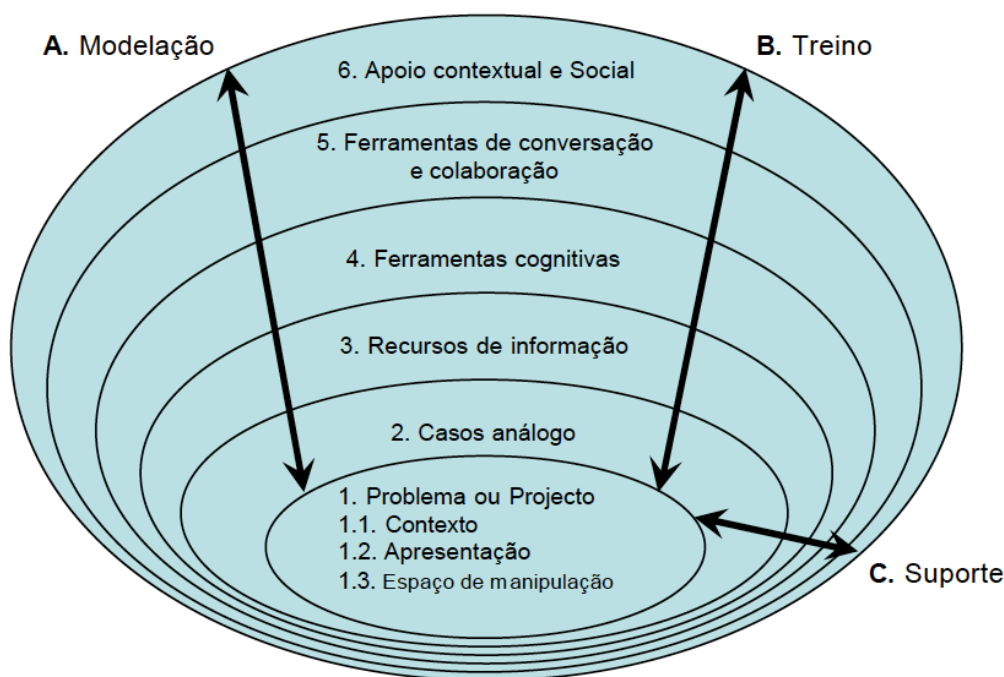 A. Modelação
B. Treino
6. Apoio contextual e Social
5. Ferramentas de conversação
e colaboração
4. Ferramentas cognitivas
3. Recursos de informação
2. Casos análogo
1. Problema ou Projecto
1.1. Contexto
1.2. Apresentação
1.3. Espaço de manipulação
C. Suporte